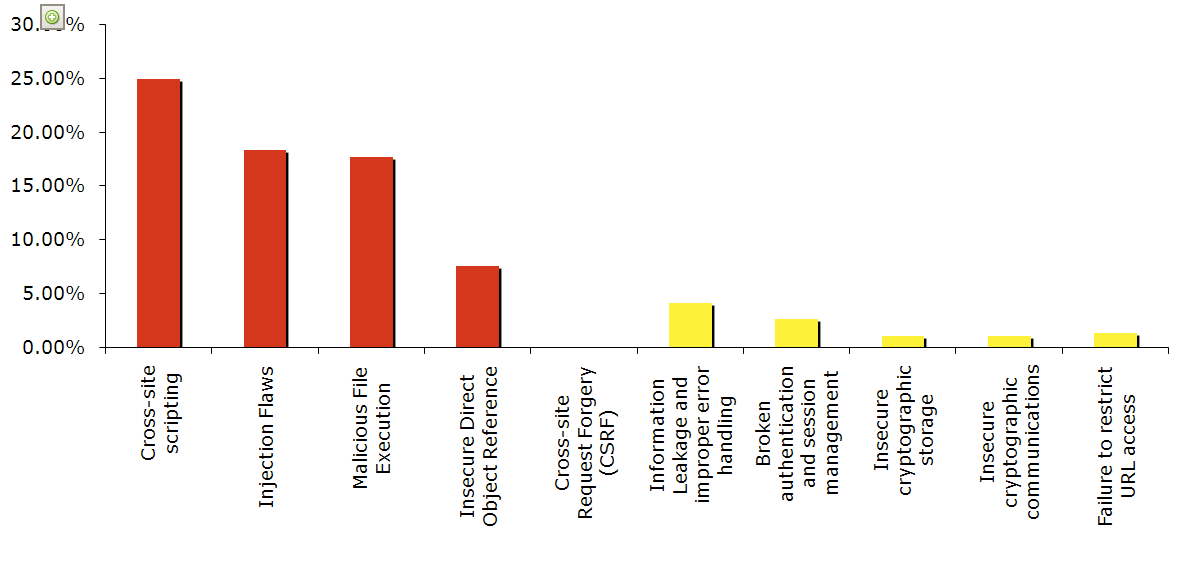 30.00%
25.00%
20.00%
15.00%
10.00%
5.00%
0.00%
Cross-site
scripting
Injection Flaws
Malicious File
Execution
Insecure Direct
Object Reference
Cross-site
Request Forgery
(CSRF)
Information
Leakage and
improper error
handling
Broken
authentication
and session
management
Insecure
cryptographic
storage
Insecure
cryptographic
communications
Failure to restrict
URL access